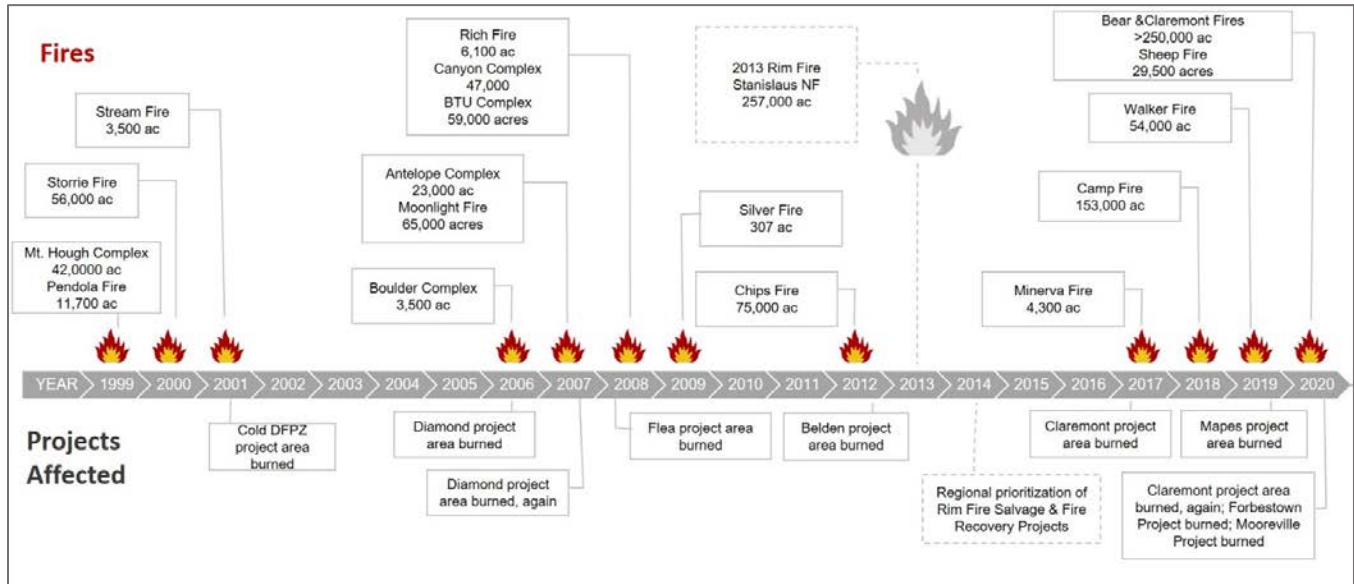 Fires
Mt. Hough Complex
42,0000 ac
Pendola Fire
11,700 ac
Storrie Fire
56,000 ac
Stream Fire
3,500 ac
Boulder Complex
3,500 ac
Antelope Complex
23,000 ac
Moonlight Fire
65,000 acres
Rich Fire
6,100 ac
Canyon Complex
47,000
BTU Complex
59,000 acres
Silver Fire
307 ac
Chips Fire
75,000 ac
2013 Rim Fire
Stanislaus NF
257,000 ac
Minerva Fire
4,300 ac
Camp Fire
153,000 ac
Walker Fire
54,000 ac
Bear &Claremont Fires
>250,000 ac
Sheep Fire
29,500 acres
YEAR 1999 2000 2001 2002 2003 2004 2005 2006 2007 2008 2009 2010 2011 2012 2013 2014 2015 2016 2017 2018 2019 2020
Projects
Affected
Cold DFPZ
project area
burned
Diamond project
area burned
Diamond project
area burned, again
Flea project area
burned
Belden project
area burned
Regional prioritization of
Rim Fire Salvage & Fire
Recovery Projects
Claremont project
area burned
Mapes project
area burned
Claremont project area
burned, again; Forbestown
Project burned; Mooreville
Project burned